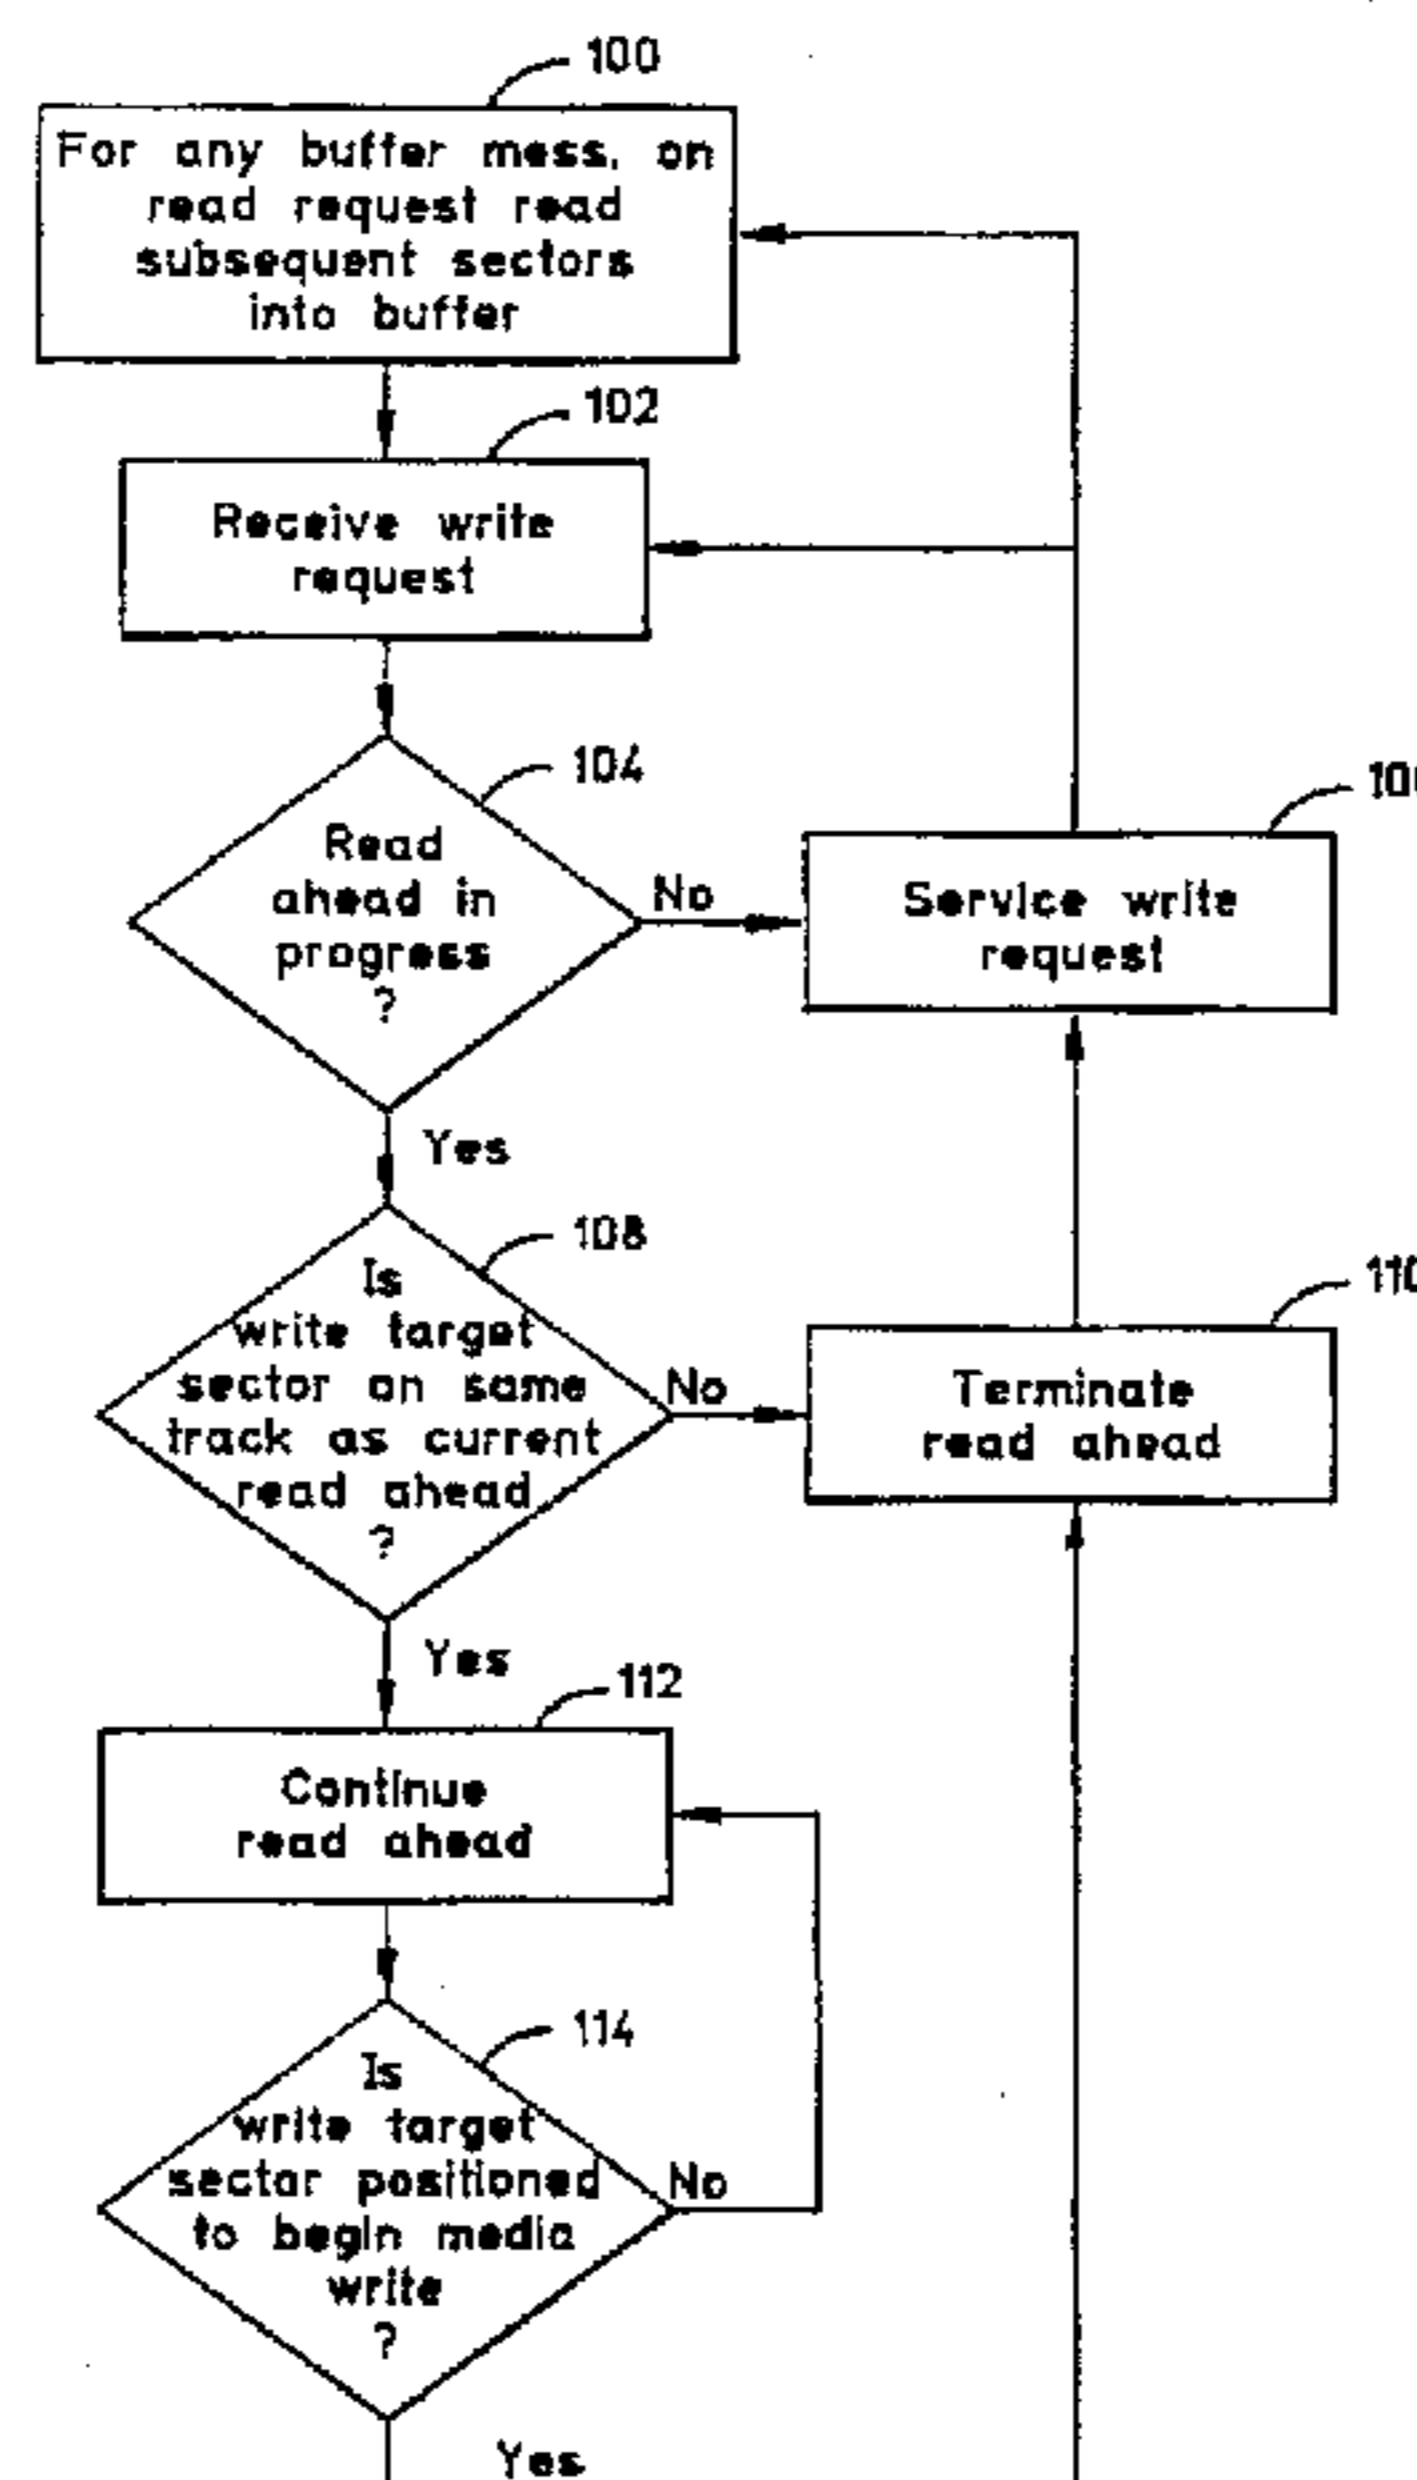 100
For any buffer mess, on
read request read
subsequent sectors
into buffer
102
Receive write
request
104
Read
ahead in
progress
?
No
Service write
request
Yes
108
Is
write target
sector on same
track as current
read ahead
?
No
110
Terminate
read ahead
Yes
112
Continue
read ahead
114
Is
write target
sector positioned
to begin media
write
?
No
Yes